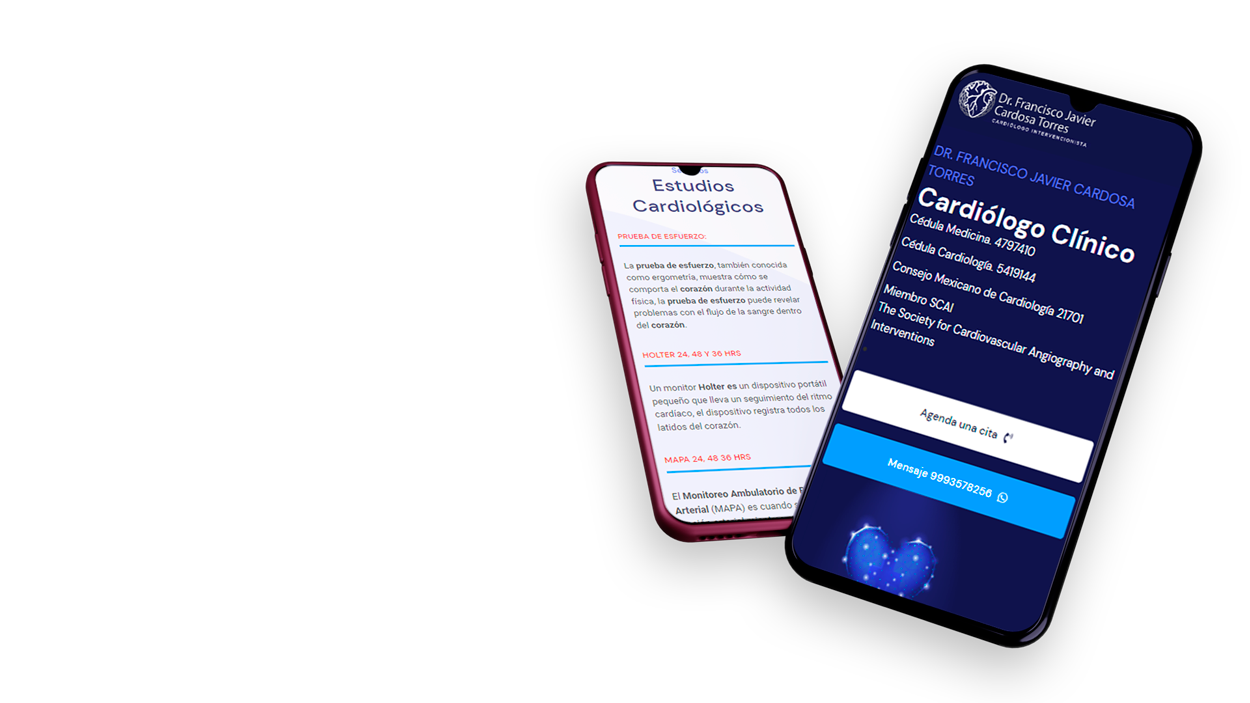 Estudios
Cardiológicos
PRUEBA DE ESFUERZO:
La prueba de esfuerzo, también conocida
como ergometría, muestra cómo se
comporta el corazón durante la actividad
física, la prueba de esfuerzo puede revelar
problemas con el flujo de la sangre dentro
del corazón.
HOLTER 24, 48 Y 36 HRS
Un monitor Holter es un dispositivo portátil
pequeño que lleva un seguimiento del ritmo
cardíaco, el dispositivo registra todos los
latidos del corazón.
MAPA 24, 48 36 HRS
El Monitoreo Ambulatorio de
Arterial (MAPA) es cuando
Dr. Francisco Javier
Cardosa Torres
CARDIÓLOGO INTERVENCIONISTA
DR. FRANCISCO JAVIER CARDOSA
TORRES
Cardiólogo Clínico
Cédula Medicina. 4797410
Cédula Cardiología. 5419144
Consejo Mexicano de Cardiología 21701
Miembro SCAI
The Society for Cardiovascular Angiography and
Interventions
Agenda una cita
Mensaje 9993578256